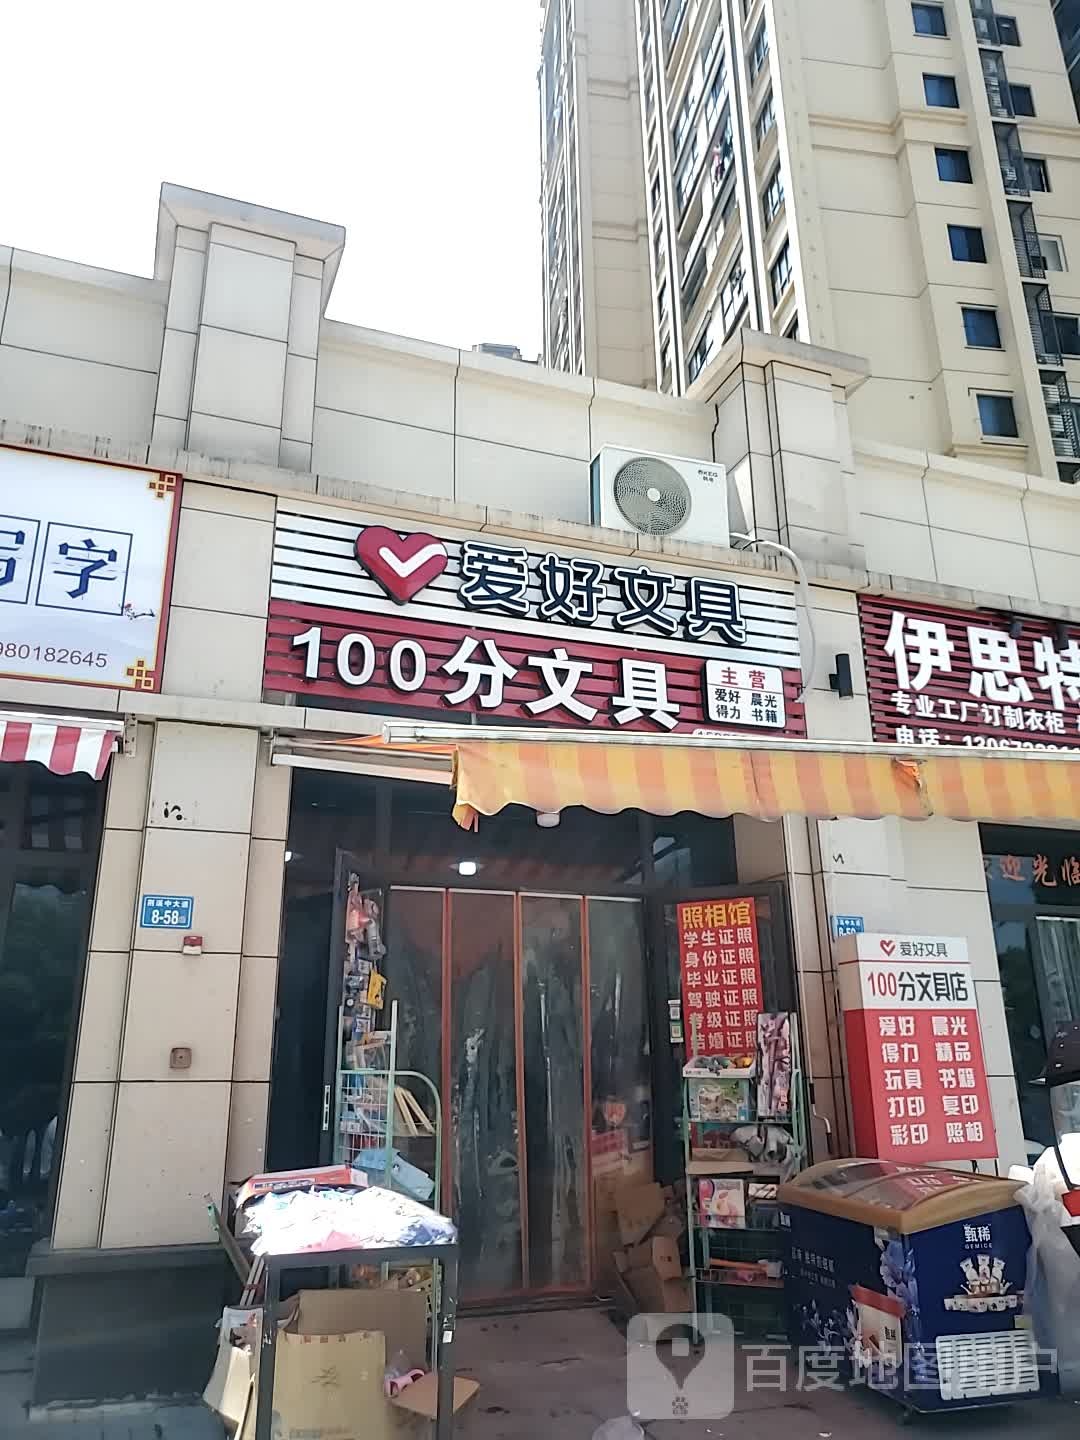 字
980182645
爱好文具
100分文具
主营
爱好 晨光
得力 书籍
伊思特
专业工厂订制衣柜
电话：
迎光临
8-58
照相馆
学生证照
身份证照
毕业证照
驾驶证照
考级证照
结婚证照
爱好文具
100分文具店
爱好 晨光
得力 精品
玩具 书籍
打印 复印
彩印 照相
甄稀
GEMICE
百度地图用户